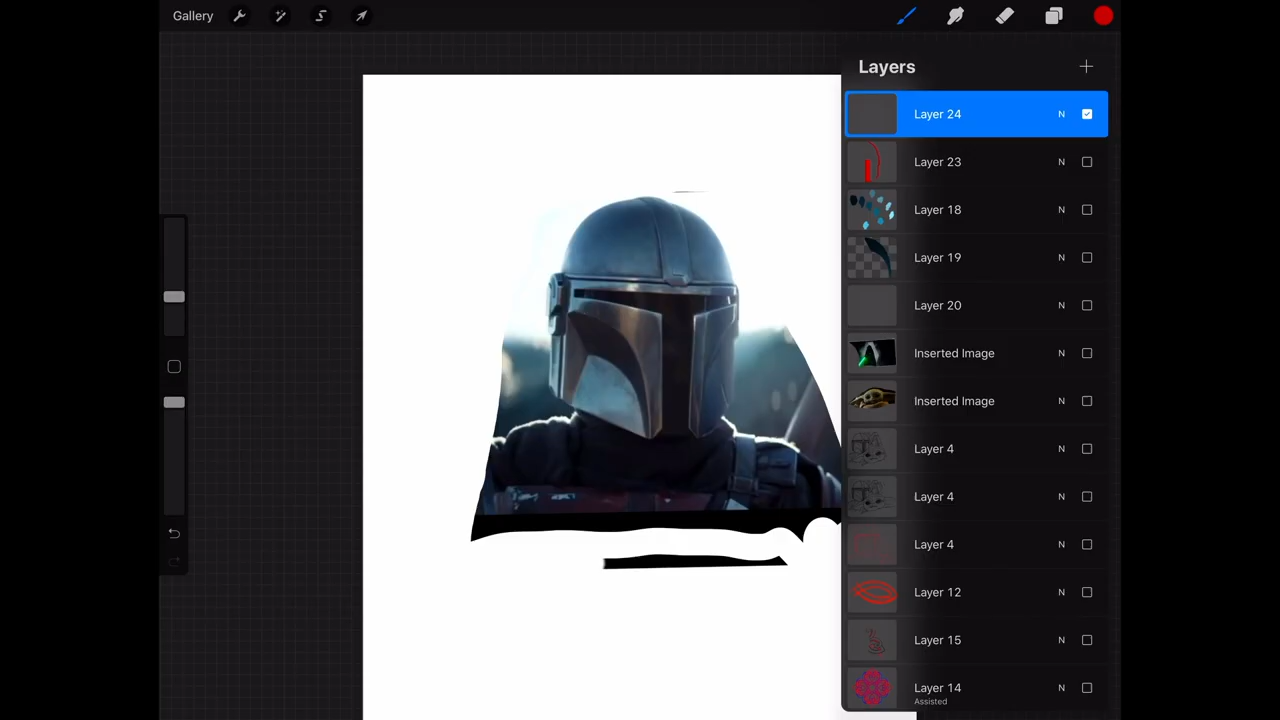 Gallery
Layers
Layer 24 N
Layer 23 N
Layer 18 N
Layer 19 N
Layer 20 N
Inserted Image N
Inserted Image N
Layer 4 N
Layer 4 N
Layer 4 N
Layer 12 N
Layer 15 N
Layer 14 N
Assisted